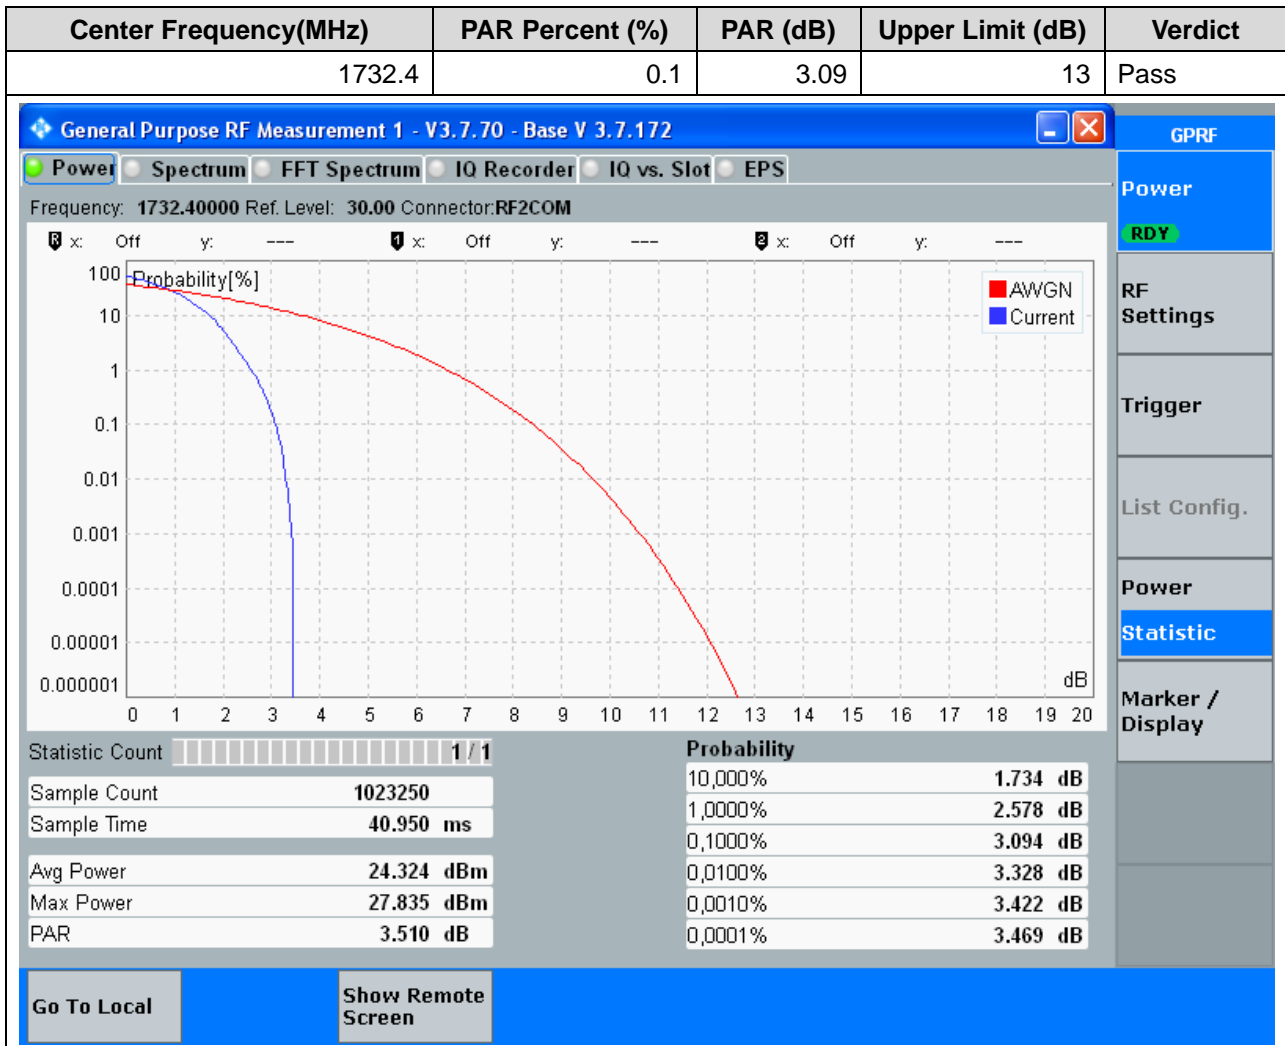 Center Frequency(MHz) PAR Percent (%) PAR (dB) Upper Limit (dB) Verdict
1732.4 0.1 3.09 13 Pass
General Purpose RF Measurement 1 - V3.7.70 - Base V 3.7.172
GPRF
Power Spectrum FFT Spectrum IQ Recorder IQ vs. Slot EPS
Power
RDY
Frequency: 1732.40000 Ref. Level: 30.00 Connector:RF2COM
R x: Off y: --- 1 x: Off y: --- 2 x: Off y: ---
Probability[%]
AWGN
Current
100
10
1
0.1
0.01
0.001
0.0001
0.00001
0.000001
dB
0 1 2 3 4 5 6 7 8 9 10 11 12 13 14 15 16 17 18 19 20
RF
Settings
Trigger
List Config.
Power
Statistic
Marker /
Display
Statistic Count 1 / 1
Sample Count 1023250
Sample Time 40.950 ms
Avg Power 24.324 dBm
Max Power 27.835 dBm
PAR 3.510 dB
Probability
10,000% 1.734 dB
1,0000% 2.578 dB
0,1000% 3.094 dB
0,0100% 3.328 dB
0,0010% 3.422 dB
0,0001% 3.469 dB
Go To Local
Show Remote
Screen